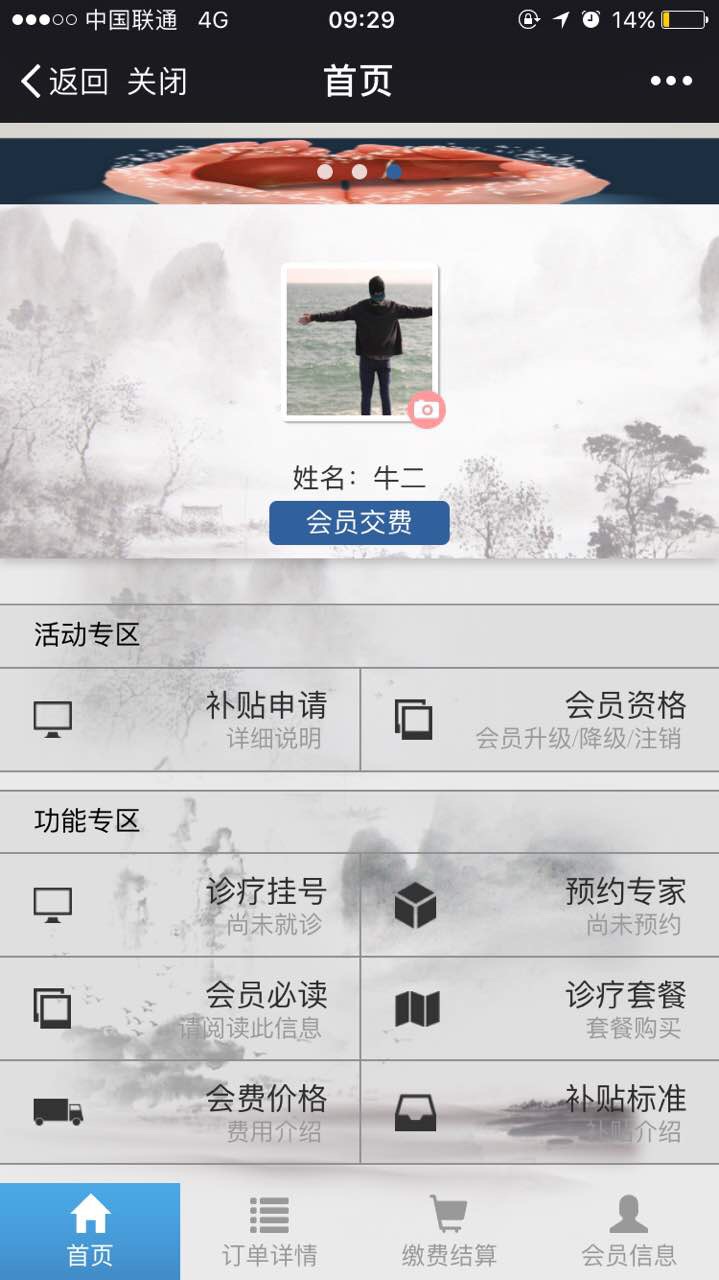 中国联通 4G 09:29 14%
返回 关闭 首页
姓名：牛二
会员交费
活动专区
补贴申请
详细说明
会员资格
会员升级/降级/注销
功能专区
诊疗挂号
尚未就诊
预约专家
尚未预约
会员必读
请阅读此信息
诊疗套餐
套餐购买
会费价格
费用介绍
补贴标准
补贴介绍
首页 订单详情 缴费结算 会员信息